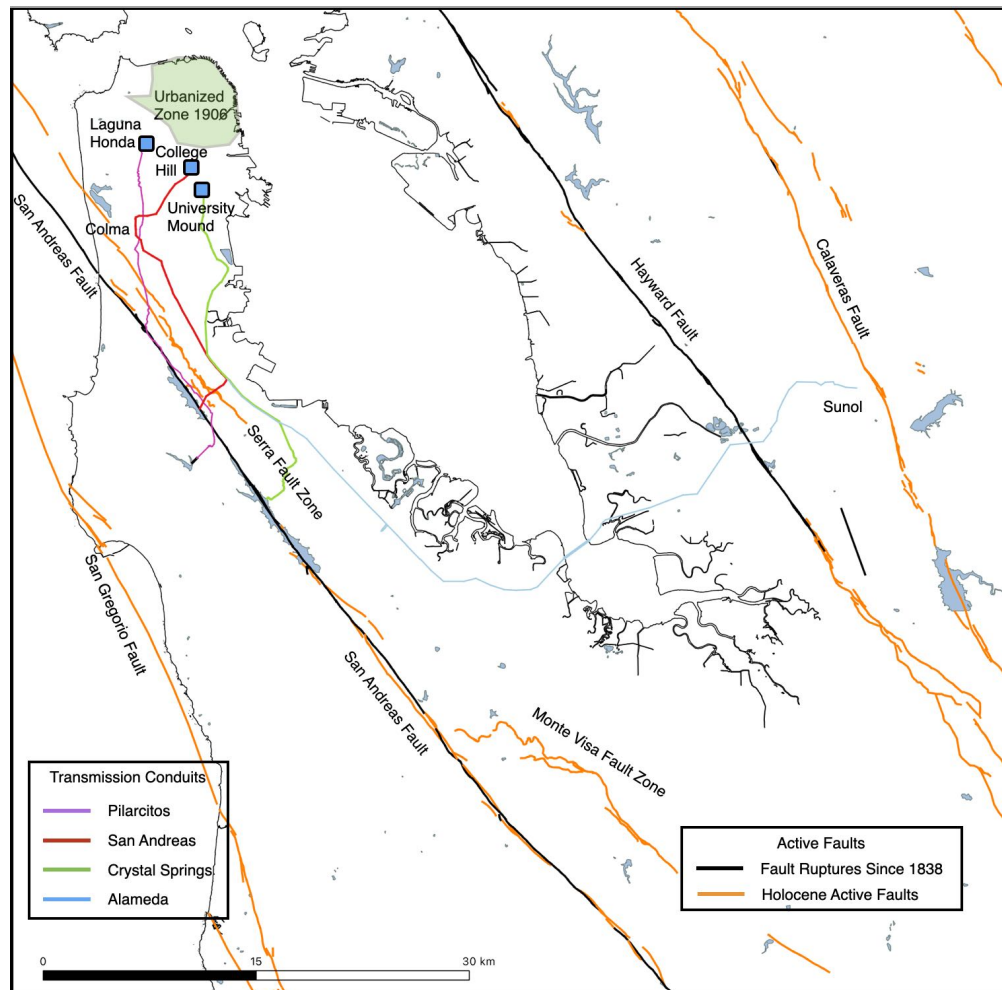 Urbanized
Zone 1906
Laguna
Honda
College
Hill
University
Mound
Colma
San Andreas Fault
Hayward Fault
Calaveras Fault
Sunol
Serra Fault Zone
San Gregorio Fault
San Andreas Fault
Monte Visa Fault Zone
Transmission Conduits
Pilarcitos
San Andreas
Crystal Springs
Alameda
Active Faults
Fault Ruptures Since 1838
Holocene Active Faults
0
15
30 km